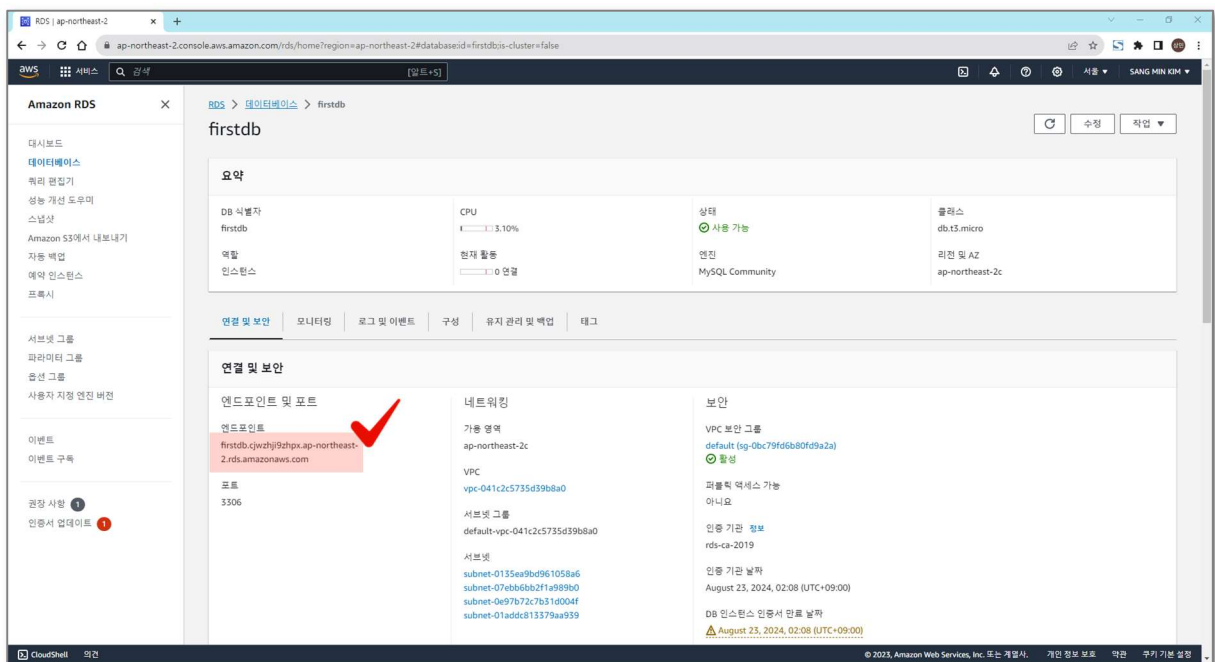 RDS | ap-northeast-2
ap-northeast-2.console.aws.amazon.com/rds/home?region=ap-northeast-2#database:id=firstdb;is-cluster=false
aws 서비스 검색 [알트+S] 서울 ▼ SANG MIN KIM ▼
Amazon RDS
대시보드
데이터베이스
쿼리 편집기
성능 개선 도우미
스냅샷
Amazon S3에서 내보내기
자동 백업
예약 인스턴스
프록시
서브넷 그룹
파라미터 그룹
옵션 그룹
사용자 지정 엔진 버전
이벤트
이벤트 구독
권장 사항 1
인증서 업데이트 1
RDS > 데이터베이스 > firstdb
firstdb
수정 작업 ▼
요약
DB 식별자
firstdb
CPU
3.10%
상태
사용 가능
클래스
db.t3.micro
역할
인스턴스
현재 활동
0 연결
엔진
MySQL Community
리전 및 AZ
ap-northeast-2c
연결 및 보안 모니터링 로그 및 이벤트 구성 유지 관리 및 백업 태그
연결 및 보안
엔드포인트 및 포트
엔드포인트
firstdb.cjwzhji9zhpx.ap-northeast-
2.rds.amazonaws.com
포트
3306
네트워킹
가용 영역
ap-northeast-2c
VPC
vpc-041c2c5735d39b8a0
서브넷 그룹
default-vpc-041c2c5735d39b8a0
서브넷
subnet-0135ea9bd961058a6
subnet-07ebb6bb2f1a989b0
subnet-0e97b72c7b31d004f
subnet-01addc813379aa939
보안
VPC 보안 그룹
default (sg-0bc79fd6b80fd9a2a)
활성
퍼블릭 액세스 가능
아니요
인증 기관 정보
rds-ca-2019
인증 기관 날짜
August 23, 2024, 02:08 (UTC+09:00)
DB 인스턴스 인증서 만료 날짜
August 23, 2024, 02:08 (UTC+09:00)
CloudShell 의견 © 2023, Amazon Web Services, Inc. 또는 계열사. 개인 정보 보호 약관 쿠키 기본 설정